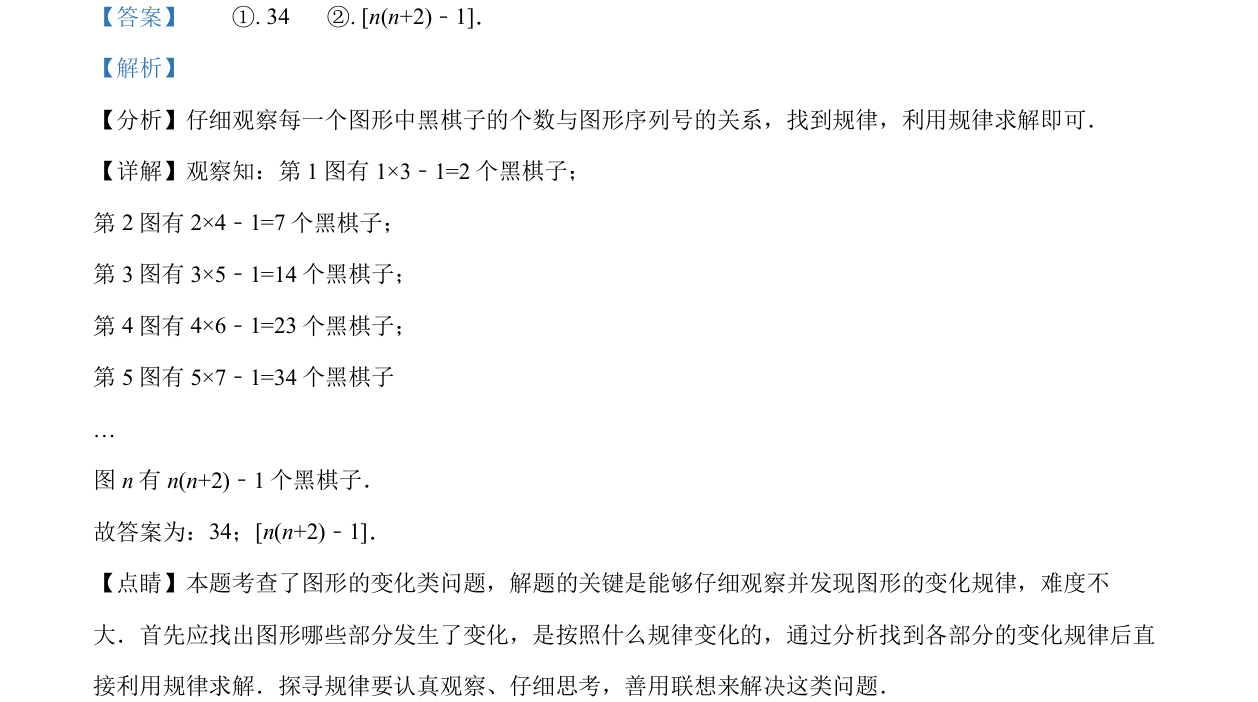 【答案】 ①. 34 ②. [n(n+2)﹣1]．
【解析】
【分析】仔细观察每一个图形中黑棋子的个数与图形序列号的关系，找到规律，利用规律求解即可．
【详解】观察知：第 1 图有 1×3﹣1=2 个黑棋子；
第 2 图有 2×4﹣1=7 个黑棋子；
第 3 图有 3×5﹣1=14 个黑棋子；
第 4 图有 4×6﹣1=23 个黑棋子；
第 5 图有 5×7﹣1=34 个黑棋子
…
图 n 有 n(n+2)﹣1 个黑棋子．
故答案为：34；[n(n+2)﹣1]．
【点睛】本题考查了图形的变化类问题，解题的关键是能够仔细观察并发现图形的变化规律，难度不
大．首先应找出图形哪些部分发生了变化，是按照什么规律变化的，通过分析找到各部分的变化规律后直
接利用规律求解．探寻规律要认真观察、仔细思考，善用联想来解决这类问题．